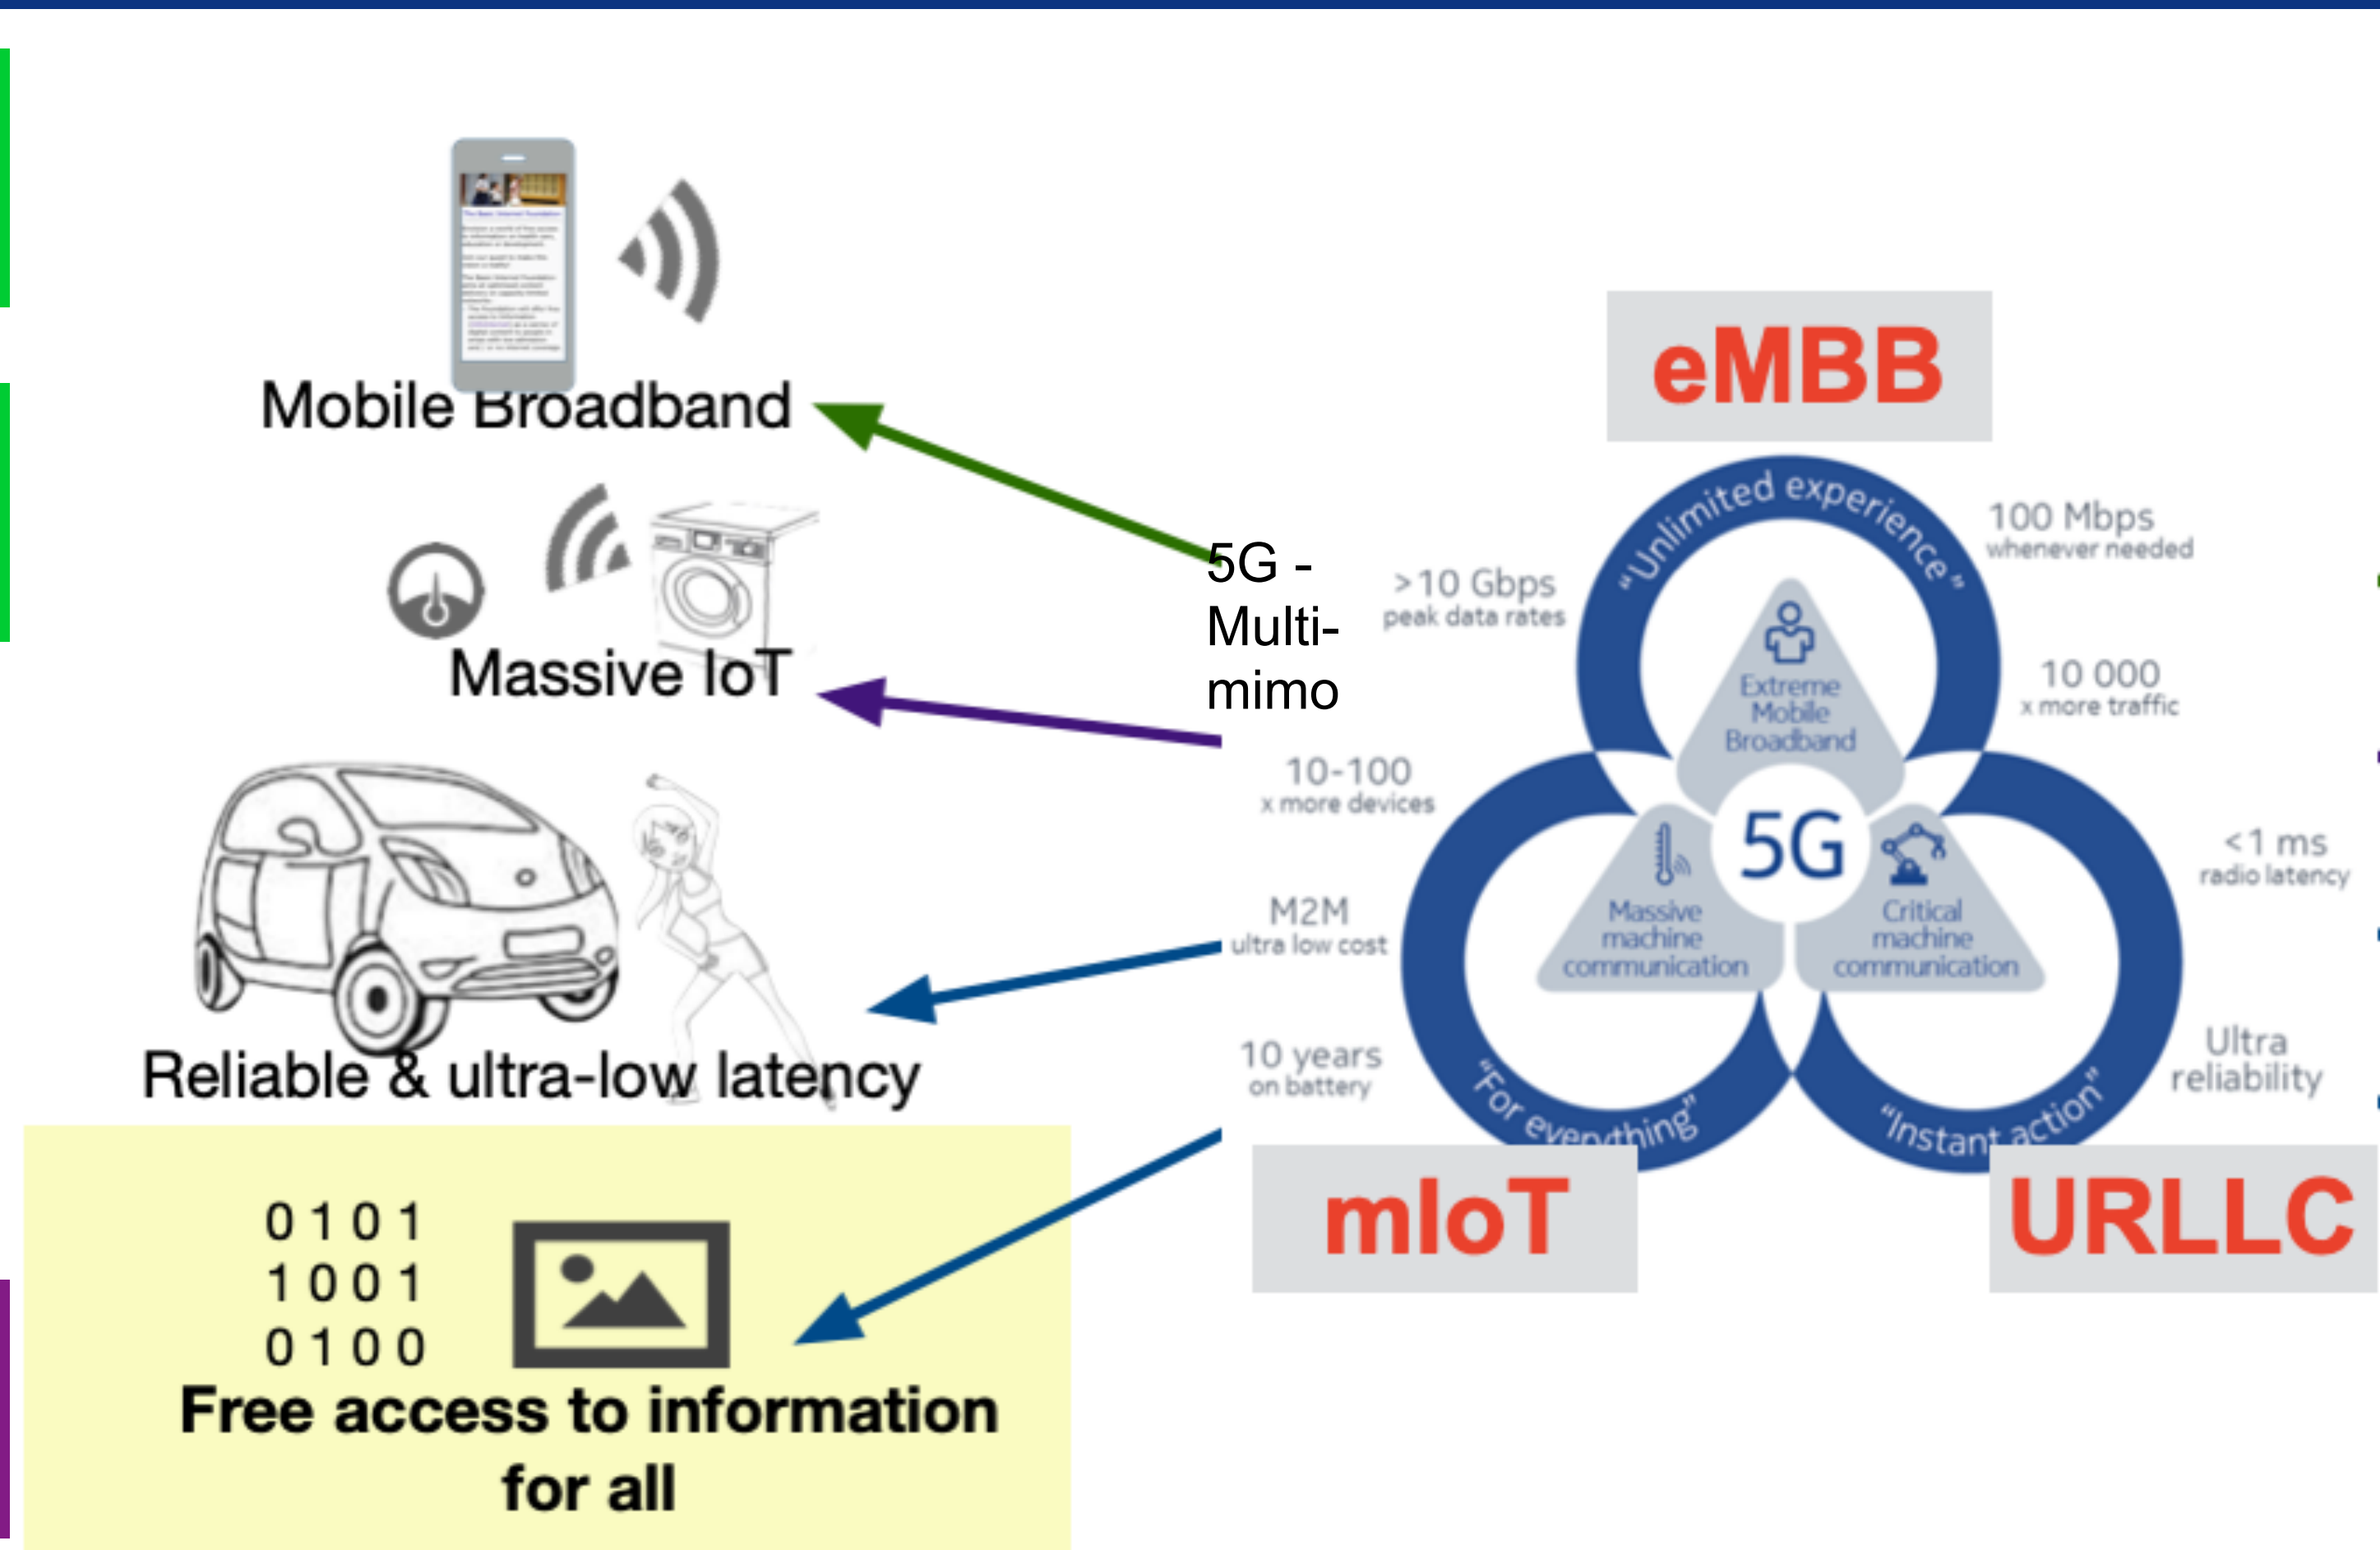 The Basic Internet Foundation
Mobile Broadband
Massive IoT
Reliable & ultra-low latency
0 1 0 1
1 0 0 1
0 1 0 0
Free access to information
for all
5G -
Multi-
mimo
eMBB
"Unlimited experience"
100 Mbps
whenever needed
>10 Gbps
peak data rates
10 000
x more traffic
Extreme
Mobile
Broadband
10-100
x more devices
5G
<1 ms
radio latency
M2M
ultra low cost
Massive
machine
communication
Critical
machine
communication
10 years
on battery
Ultra
reliability
"For everything"
"Instant action"
mIoT
URLLC